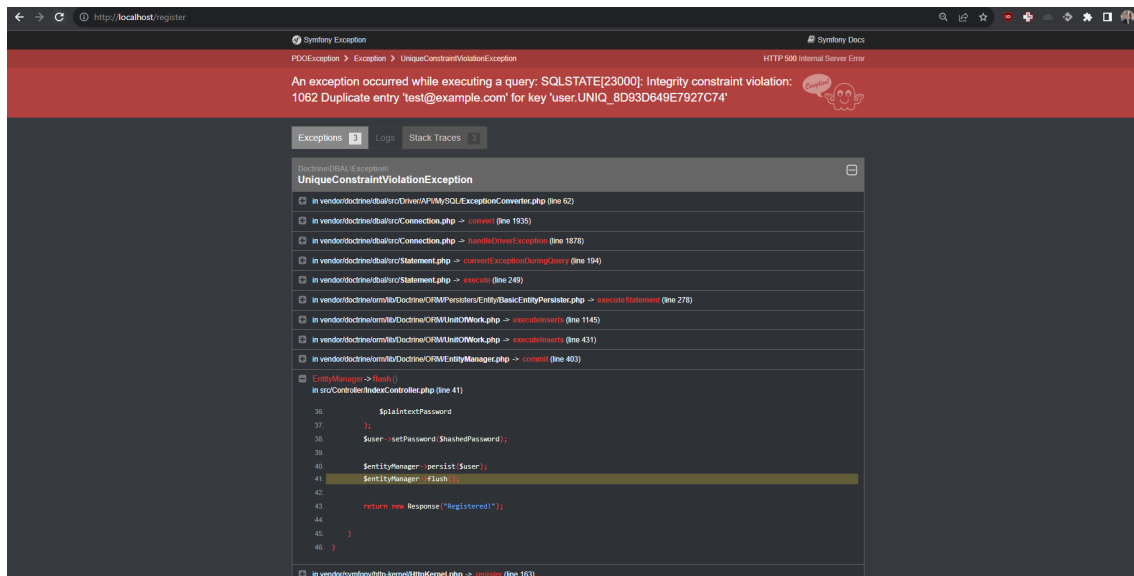 http://localhost/register
Symfony Exception
Symfony Docs
PDOException > Exception > UniqueConstraintViolationException
HTTP 500 Internal Server Error
An exception occurred while executing a query: SQLSTATE[23000]: Integrity constraint violation:
1062 Duplicate entry 'test@example.com' for key 'user.UNIQ_8D93D649E7927C74'
Exception!
Exceptions 3 Logs Stack Traces 3
Doctrine\DBAL\Exception\
UniqueConstraintViolationException
in vendor/doctrine/dbal/src/Driver/API/MySQL/ExceptionConverter.php (line 62)
in vendor/doctrine/dbal/src/Connection.php -> convert (line 1935)
in vendor/doctrine/dbal/src/Connection.php -> handleDriverException (line 1878)
in vendor/doctrine/dbal/src/Statement.php -> convertExceptionDuringQuery (line 194)
in vendor/doctrine/dbal/src/Statement.php -> execute (line 249)
in vendor/doctrine/orm/lib/Doctrine/ORM/Persisters/Entity/BasicEntityPersister.php -> executeStatement (line 278)
in vendor/doctrine/orm/lib/Doctrine/ORM/UnitOfWork.php -> executeInserts (line 1145)
in vendor/doctrine/orm/lib/Doctrine/ORM/UnitOfWork.php -> executeInserts (line 431)
in vendor/doctrine/orm/lib/Doctrine/ORM/EntityManager.php -> commit (line 403)
EntityManager->flush()
in src/Controller/IndexController.php (line 41)
36. $plaintextPassword
37. );
38. $user->setPassword($hashedPassword);
39.
40. $entityManager->persist($user);
41. $entityManager->flush();
42.
43. return new Response("Registered!");
44.
45. }
46. }
in vendor/symfony/http-kernel/HttpKernel.php -> register (line 163)